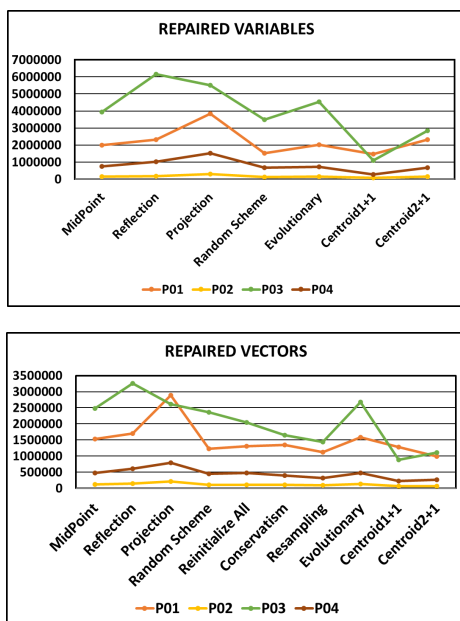 REPAIRED VARIABLES
7000000
6000000
5000000
4000000
3000000
2000000
1000000
0
MidPoint
Reflection
Projection
Random Scheme
Evolutionary
Centroid1+1
Centroid2+1
P01 P02 P03 P04
REPAIRED VECTORS
3500000
3000000
2500000
2000000
1500000
1000000
500000
0
MidPoint
Reflection
Projection
Random Scheme
Reinitialize All
Conservatism
Resampling
Evolutionary
Centroid1+1
Centroid2+1
P01 P02 P03 P04